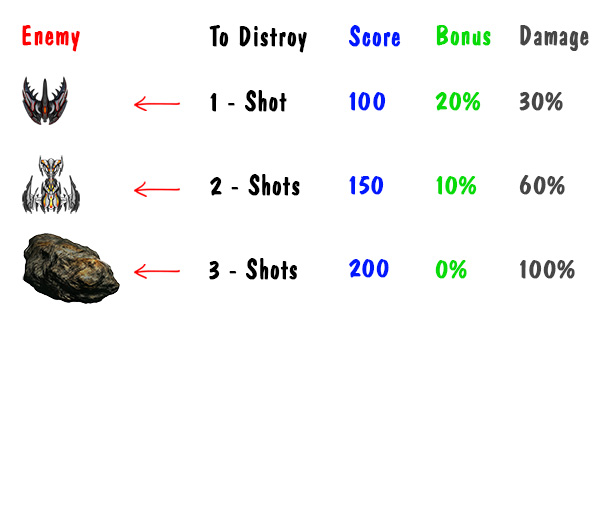 Enemy To Distroy Score Bonus Damage
1 - Shot 100 20% 30%
2 - Shots 150 10% 60%
3 - Shots 200 0% 100%